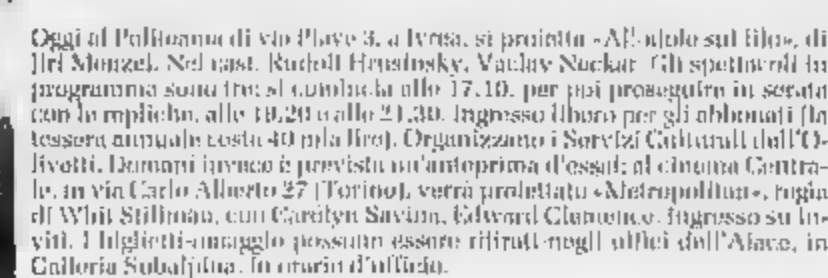 Oggi al Politeama di via Piave 3, a Ivrea, si proietta «Allodole sul filo», di
Jiri Menzel. Nel cast, Rudolf Hrusinsky, Vaclav Neckar. Gli spettacoli in
programma sono tre: si comincia alle 17,10, per poi proseguire in serata
con le repliche, alle 19,20 e alle 21,30. Ingresso libero per gli abbonati (la
tessera annuale costa 40 mila lire). Organizzano i Servizi Culturali dell'O-
livetti. Domani invece è prevista un'anteprima d'essai: al cinema Centra-
le, in via Carlo Alberto 27 (Torino), verrà proiettato «Metropolitan», regia
di Whit Stillman, con Carolyn Farina, Edward Clements. Ingresso su in-
viti. I biglietti-omaggio possono essere ritirati negli uffici dell'Aiace, in
Galleria Subalpina, in orario d'ufficio.